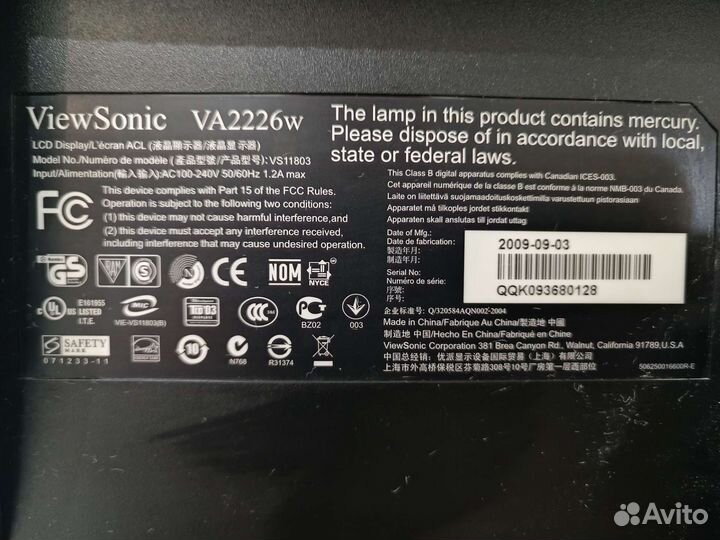 ViewSonic VA2226w
LCD Display/L'écran ACL (液晶顯示器/液晶显示器)
Model No./Numéro de modèle (產品型號/产品型号):VS11803
Input/Alimentation(輸入/输入):AC100-240V 50/60Hz 1.2A max
The lamp in this product contains mercury.
Please dispose of in accordance with local,
state or federal laws.
FC
This device complies with Part 15 of the FCC Rules.
Operation is subject to the following two conditions:
(1) this device may not cause harmful interference,and
(2) this device must accept any interference received,
including interference that may cause undesired operation.
This Class B digital apparatus complies with Canadian ICES-003.
Cet appareil numérique de la classe B est conforme à la norme NMB-003 du Canada.
Laite on liitettävä suojamaadoituskoskettimilla varustettuun pistorasiaan
Apparatet må tilkoples jordet stikkontakt
Apparaten skall anslutas till jordat uttag
Date of Mfg.:
Date de fabrication:
製造年月:
制造年月:
2009-09-03
Serial No.:
Numéro de série:
序號:
序号:
QQK093680128
GS
S
CE
NOM
NYCE
E161955
c UL US
LISTED
I.T.E.
MIC
VIE-VS11803(B)
TCO'03
CCC
BZ02
003
SAFETY
MARK
071233-11
10
N768
R31374
企业标准号: Q/320584AQN002-2004
Made in China/Fabrique Au Chine/製造地 中國
/Hecho en China/Fabricado en China
ViewSonic Corporation 381 Brea Canyon Rd., Walnut, California 91789,U.S.A
中国总经销: 优派显示设备国际贸易(上海)有限公司
上海市外高桥保税区芬菊路308号10号厂房第一层西部位
506250016600R-E
Avito